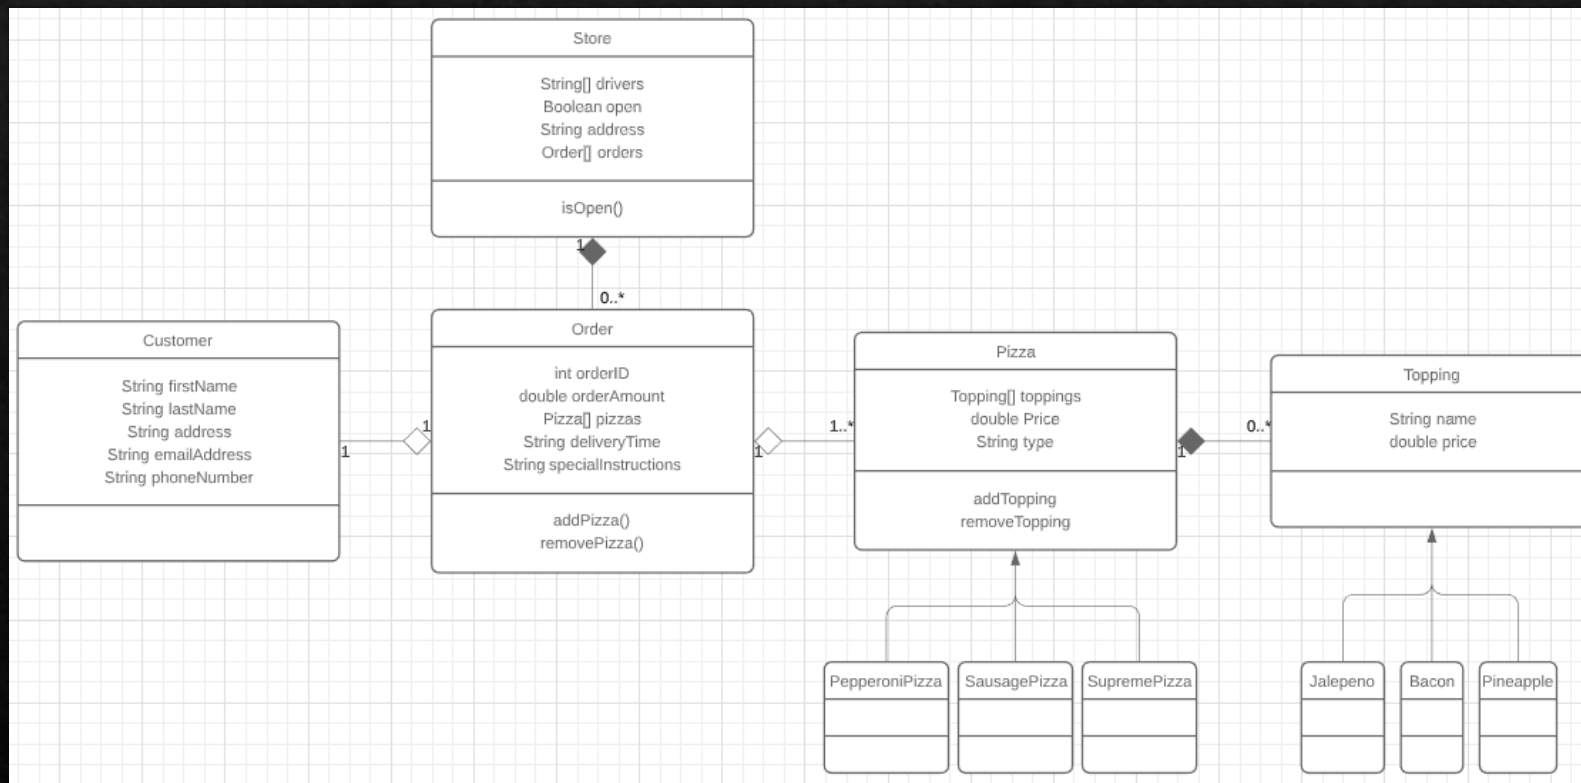 Store
String[] drivers
Boolean open
String address
Order[] orders
isOpen()
1
0..*
Customer
String firstName
String lastName
String address
String emailAddress
String phoneNumber
1
1
Order
int orderID
double orderAmount
Pizza[] pizzas
String deliveryTime
String specialInstructions
addPizza()
removePizza()
1
1..*
Pizza
Topping[] toppings
double Price
String type
addTopping
removeTopping
1
0..*
Topping
String name
double price
PepperoniPizza
SausagePizza
SupremePizza
Jalepeno
Bacon
Pineapple